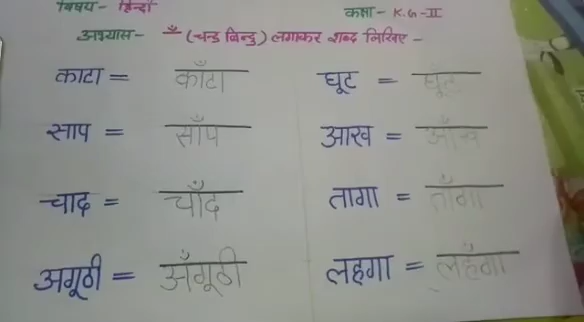 विषय- हिन्दी कक्षा- K.G-II
अभ्यास- ँ (चन्द्र बिन्दु) लगाकर शब्द लिखिए -
काटा = काँटा घूट = घूँट
साप = साँप आख = आँख
चाद = चाँद तागा = ताँगा
अगूठी = अँगूठी लहगा = लहँगा